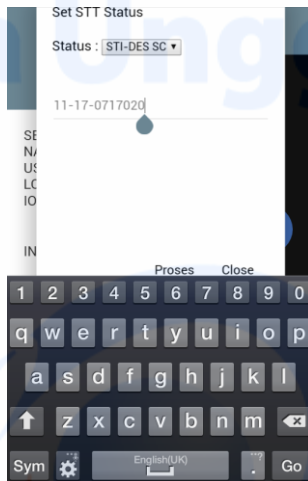 Set STT Status
Status : STI-DES SC
11-17-0717020
SE
NA
US
LO
IO
IN
Proses Close
1 2 3 4 5 6 7 8 9 0
q w e r t y u i o p
a s d f g h j k l
z x c v b n m
Sym English(UK) . Go